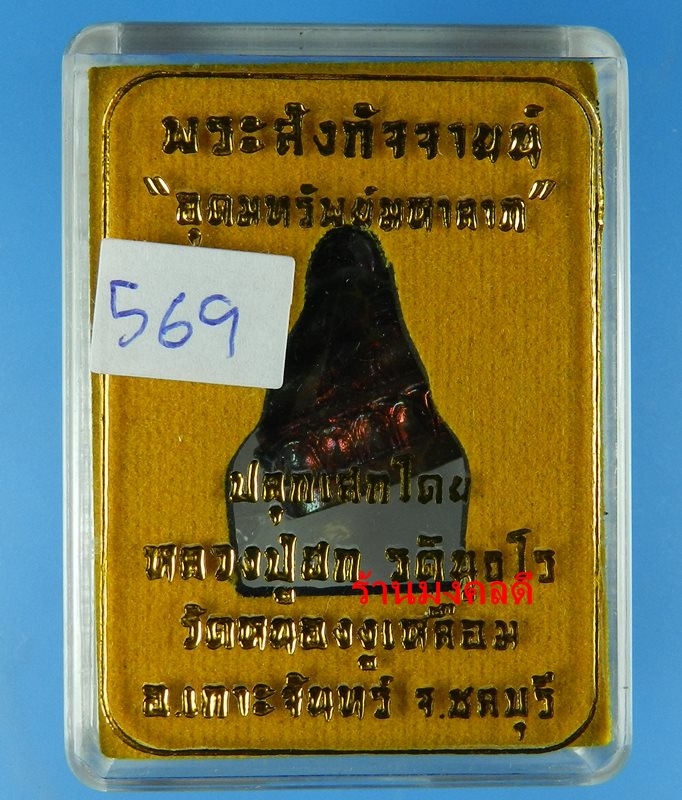 พระสังกัจจายน์
“อุดมทรัพย์มหาลาภ”
569
ปลุกเสกโดย
หลวงปู่ฮก รตินฺธโร
ร้านมงคลดี
วัดหนองงูเหลือม
อ.เกาะจันทร์ จ.ชลบุรี